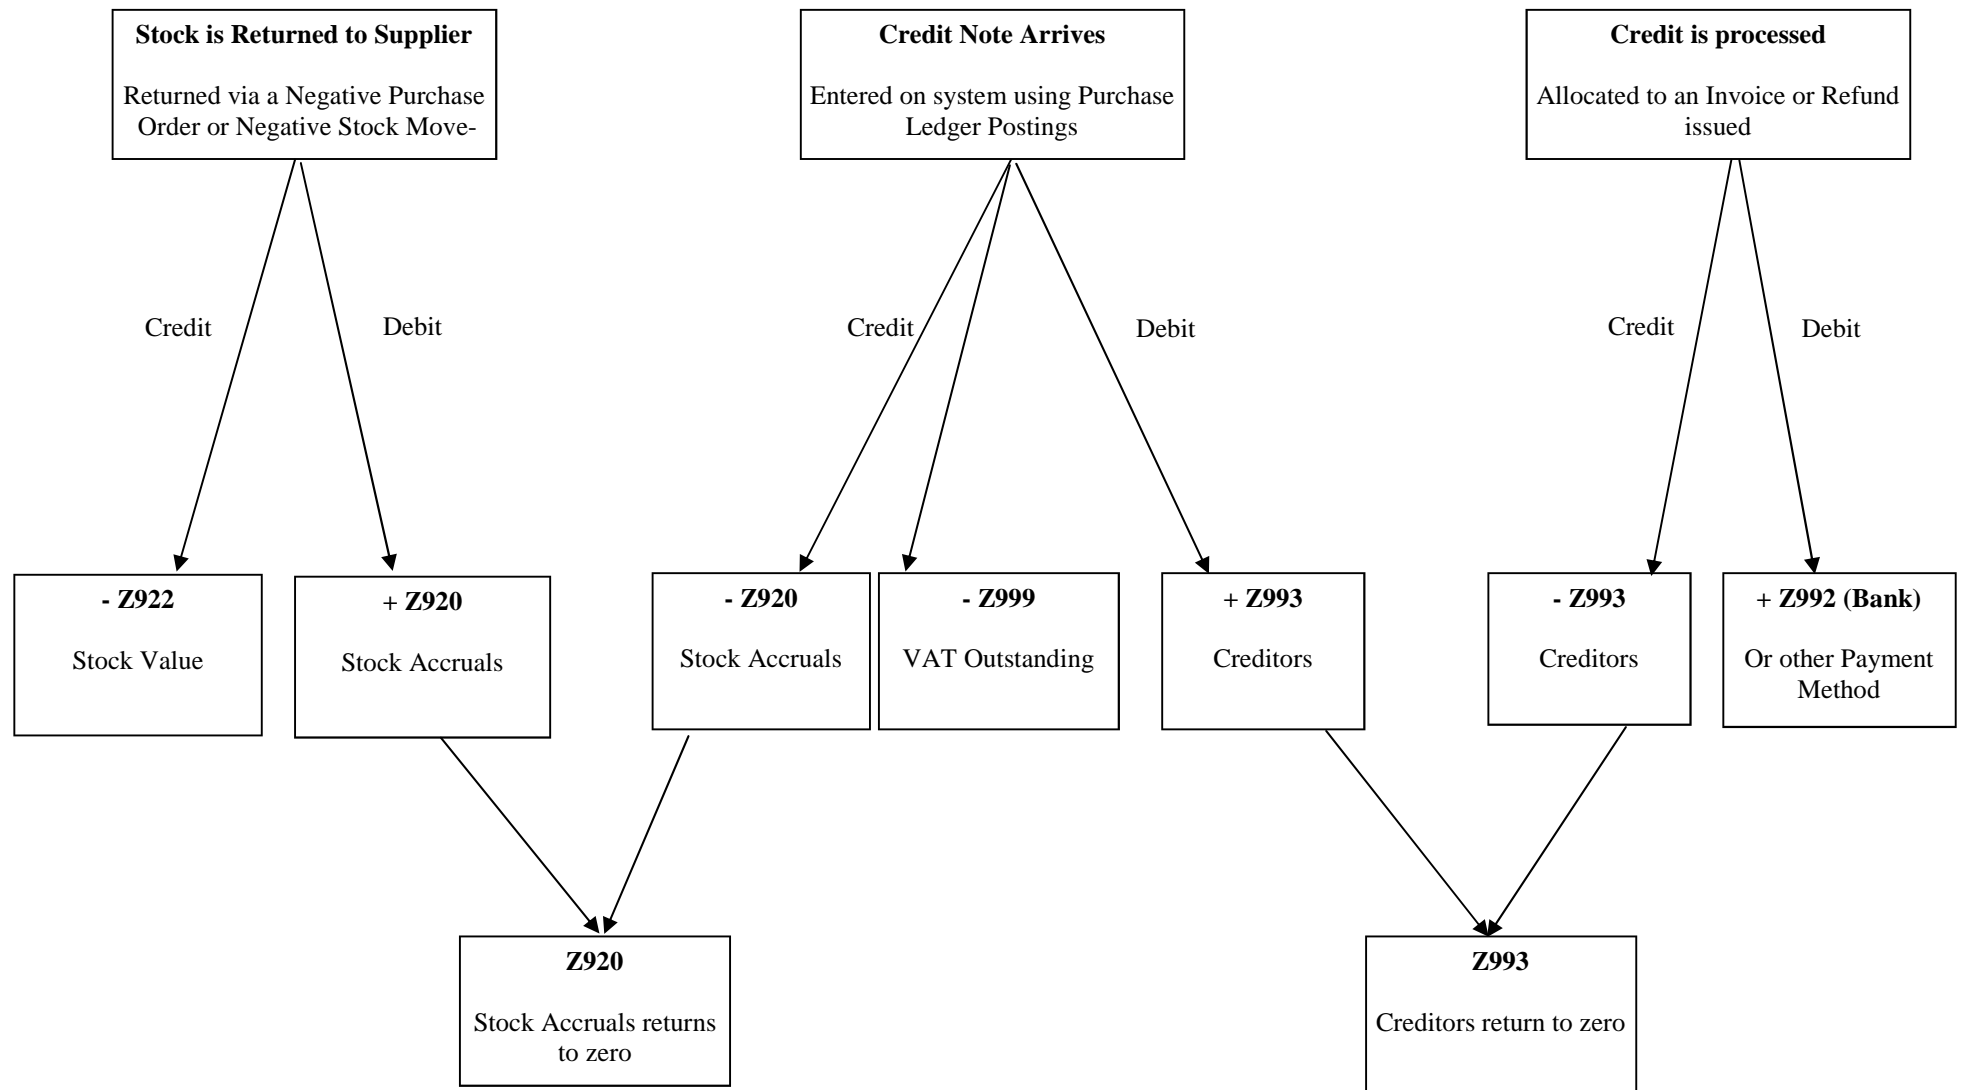 Stock is Returned to Supplier
Returned via a Negative Purchase
Order or Negative Stock Move-
Credit Note Arrives
Entered on system using Purchase
Ledger Postings
Credit is processed
Allocated to an Invoice or Refund
issued
Credit
Debit
Credit
Debit
Credit
Debit
- Z922
Stock Value
+ Z920
Stock Accruals
- Z920
Stock Accruals
- Z999
VAT Outstanding
+ Z993
Creditors
- Z993
Creditors
+ Z992 (Bank)
Or other Payment
Method
Z920
Stock Accruals returns
to zero
Z993
Creditors return to zero